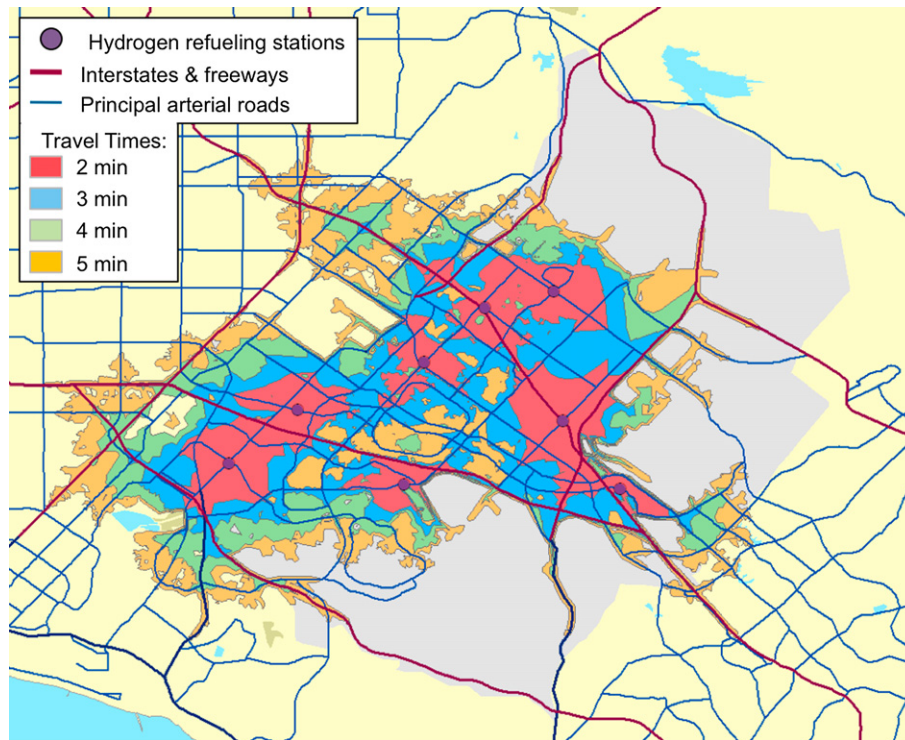 Hydrogen refueling stations
Interstates & freeways
Principal arterial roads
Travel Times:
2 min
3 min
4 min
5 min